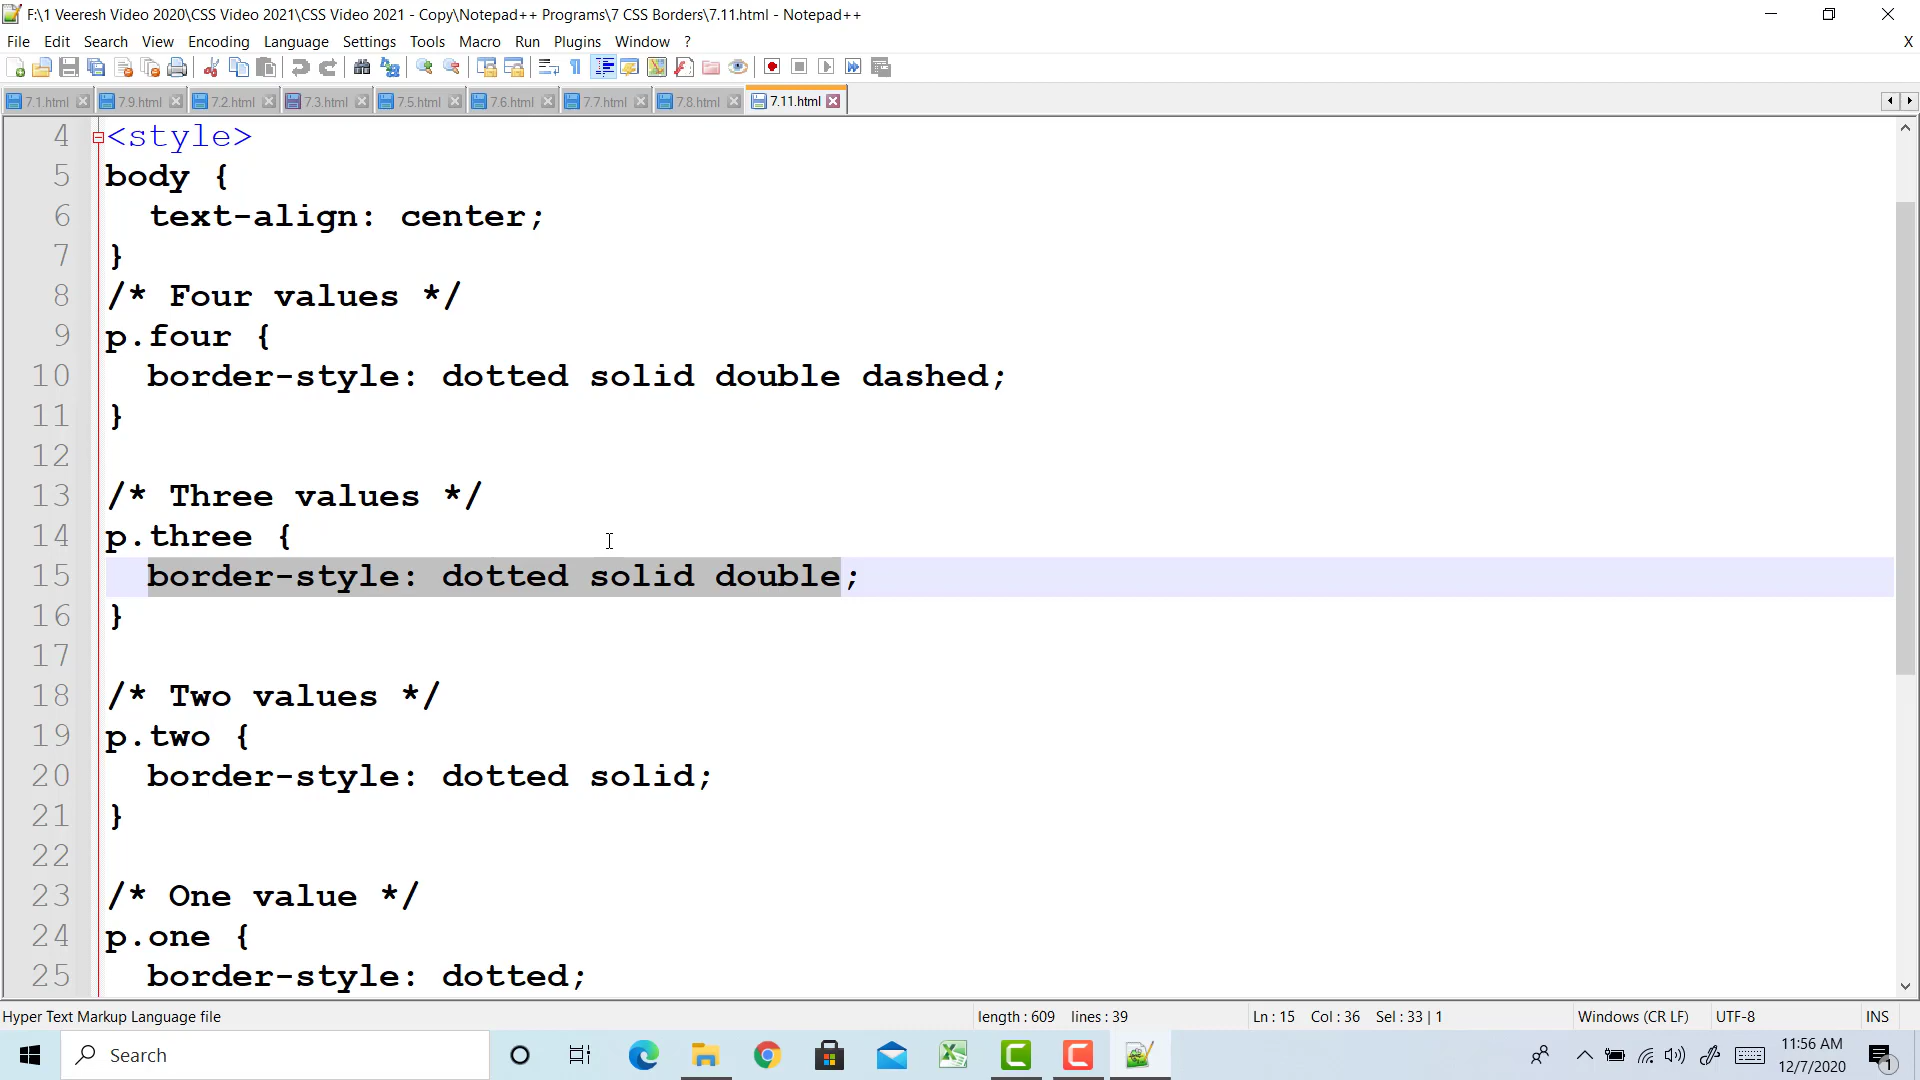 F:\1 Veeresh Video 2020\CSS Video 2021\CSS Video 2021 - Copy\Notepad++ Programs\7 CSS Borders\7.11.html - Notepad++
File Edit Search View Encoding Language Settings Tools Macro Run Plugins Window ? X
7.1.html 7.9.html 7.2.html 7.3.html 7.5.html 7.6.html 7.7.html 7.8.html 7.11.html
4 <style>
5 body {
6 text-align: center;
7 }
8 /* Four values */
9 p.four {
10 border-style: dotted solid double dashed;
11 }
12
13 /* Three values */
14 p.three {
15 border-style: dotted solid double;
16 }
17
18 /* Two values */
19 p.two {
20 border-style: dotted solid;
21 }
22
23 /* One value */
24 p.one {
25 border-style: dotted;
Hyper Text Markup Language file length : 609 lines : 39 Ln : 15 Col : 36 Sel : 33 | 1 Windows (CR LF) UTF-8 INS
Search 11:56 AM
12/7/2020 1